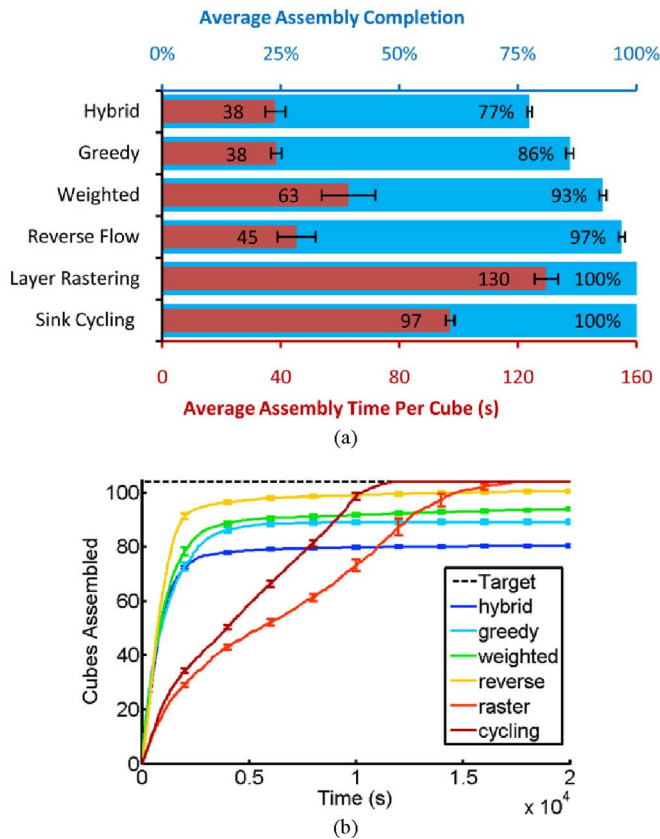 Average Assembly Completion
0% 25% 50% 75% 100%
Hybrid 38 77%
Greedy 38 86%
Weighted 63 93%
Reverse Flow 45 97%
Layer Rastering 130 100%
Sink Cycling 97 100%
0 40 80 120 160
Average Assembly Time Per Cube (s)
(a)
100
80
60
40
20
0
Cubes Assembled
Target
hybrid
greedy
weighted
reverse
raster
cycling
0 0.5 1 1.5 2
Time (s) × 10⁴
(b)